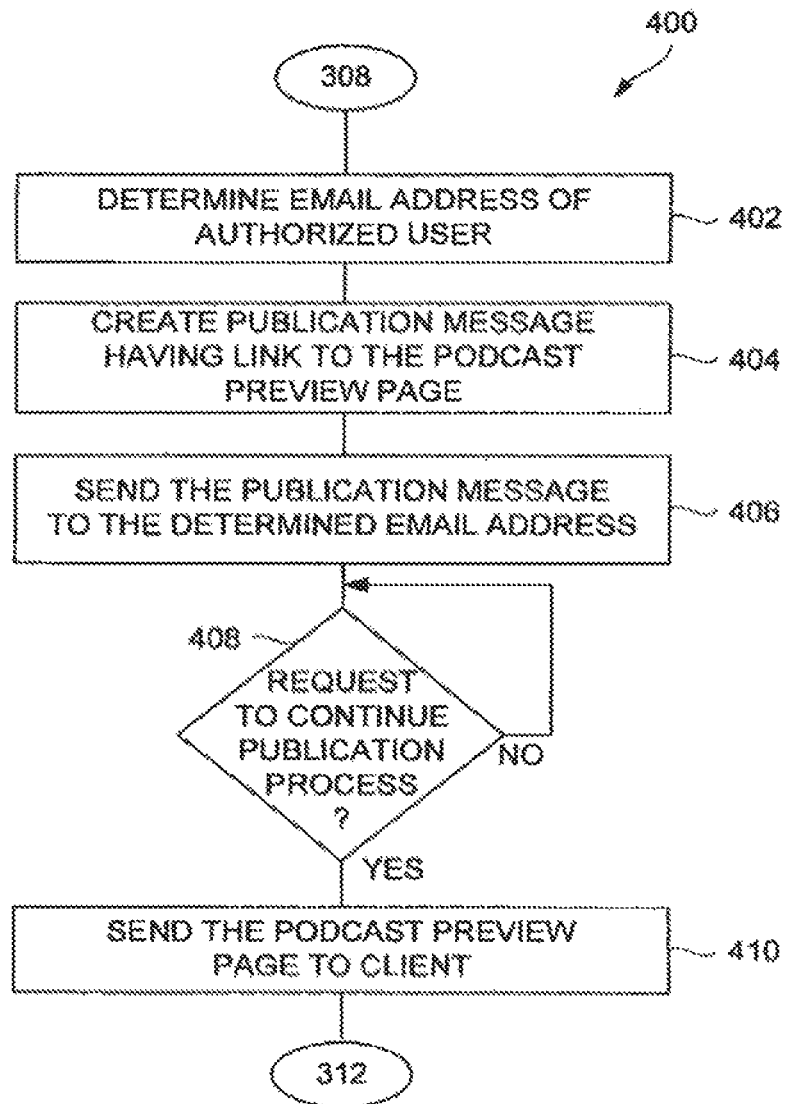 400
308
DETERMINE EMAIL ADDRESS OF
AUTHORIZED USER
402
CREATE PUBLICATION MESSAGE
HAVING LINK TO THE PODCAST
PREVIEW PAGE
404
SEND THE PUBLICATION MESSAGE
TO THE DETERMINED EMAIL ADDRESS
406
408
REQUEST
TO CONTINUE
PUBLICATION
PROCESS
?
NO
YES
SEND THE PODCAST PREVIEW
PAGE TO CLIENT
410
312